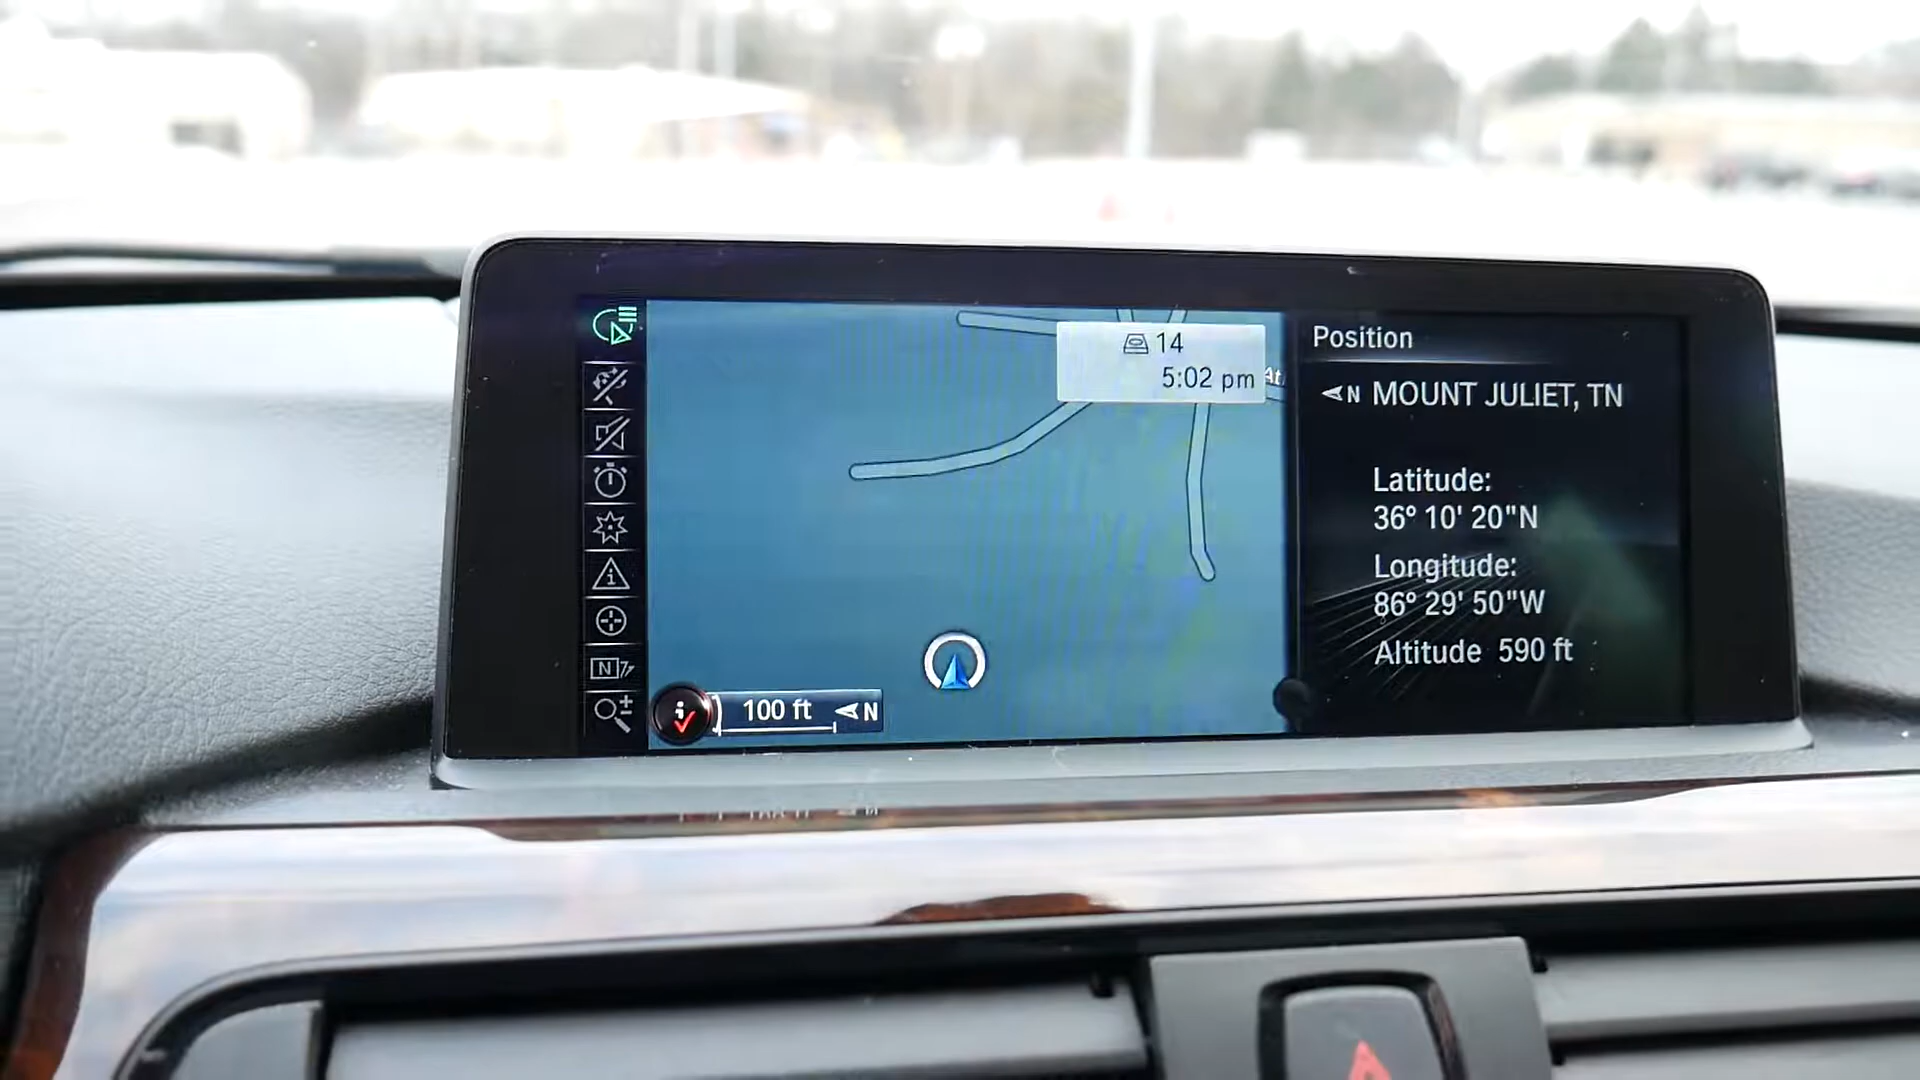 14
5:02 pm
At
Position
N MOUNT JULIET, TN
Latitude:
36° 10' 20"N
Longitude:
86° 29' 50"W
Altitude 590 ft
N
100 ft N